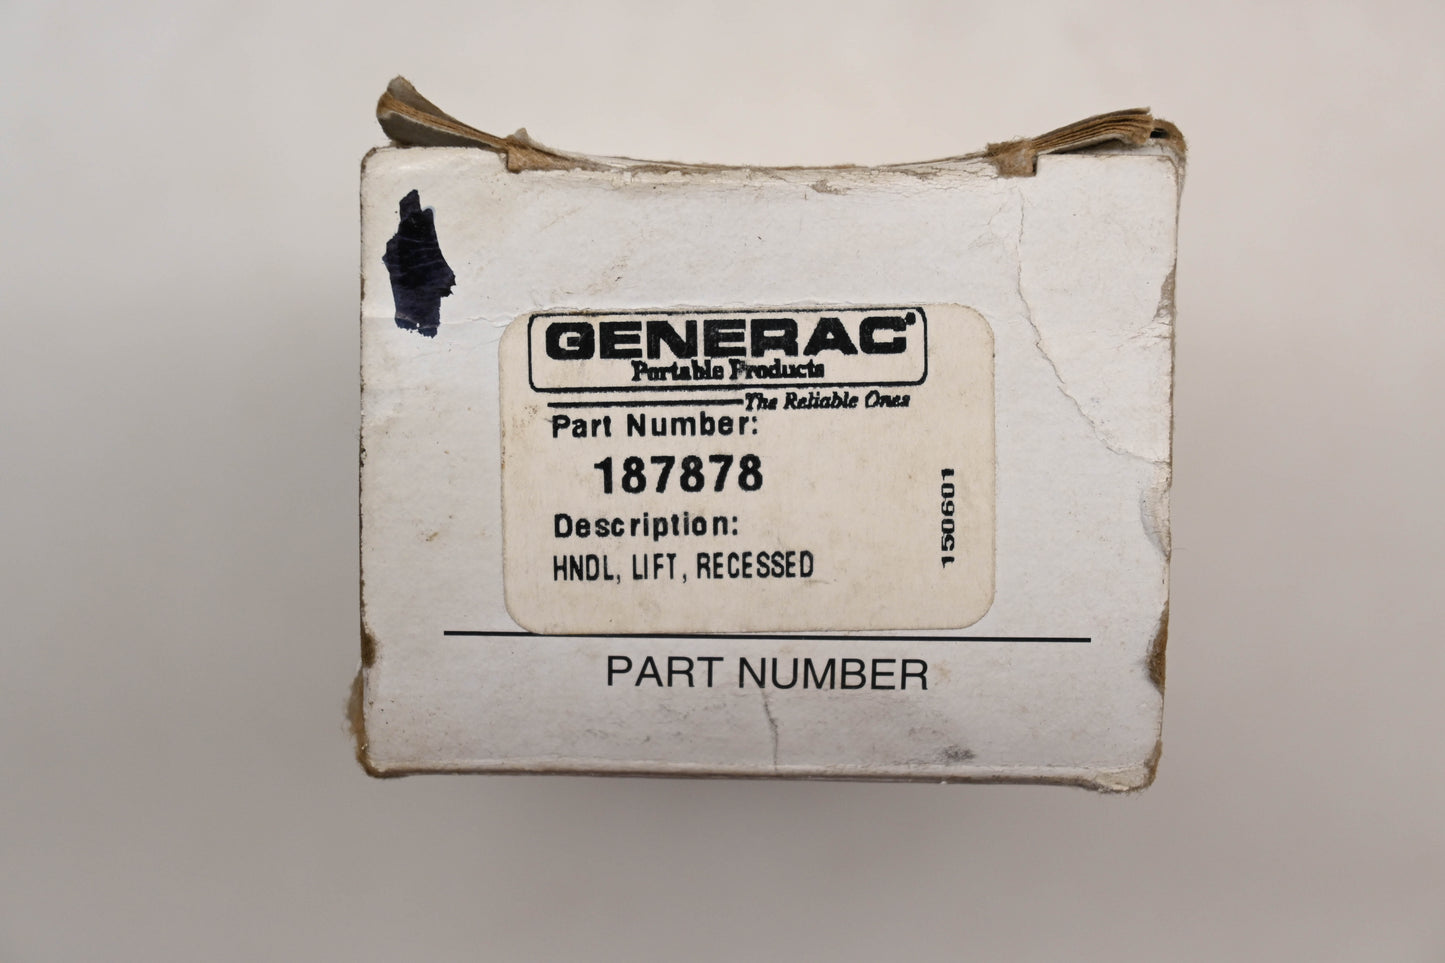 GENERAC®
Portable Products
The Reliable Ones
Part Number:
187878
Description:
HNDL, LIFT, RECESSED
150601
PART NUMBER